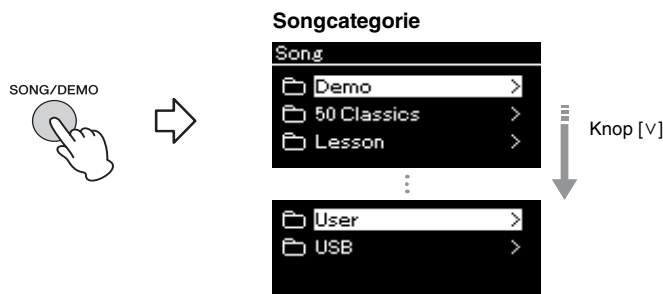 Songcategorie
Song
Demo >
50 Classics >
Lesson >
SONG/DEMO
Knop [∨]
User >
USB >